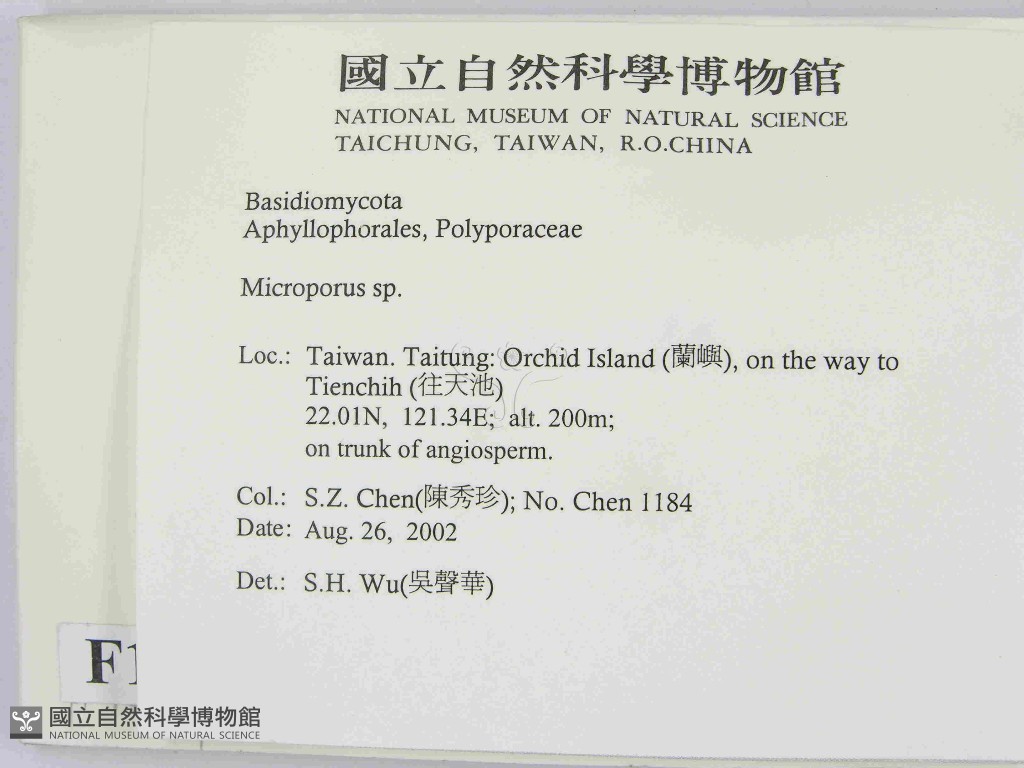 國立自然科學博物館
NATIONAL MUSEUM OF NATURAL SCIENCE
TAICHUNG, TAIWAN, R.O.CHINA
Basidiomycota
Aphyllophorales, Polyporaceae
Microporus sp.
Loc.: Taiwan. Taitung: Orchid Island (蘭嶼), on the way to
Tienchih (往天池)
22.01N, 121.34E; alt. 200m;
on trunk of angiosperm.
Col.: S.Z. Chen(陳秀珍); No. Chen 1184
Date: Aug. 26, 2002
Det.: S.H. Wu(吳聲華)
F1
國立自然科學博物館
NATIONAL MUSEUM OF NATURAL SCIENCE